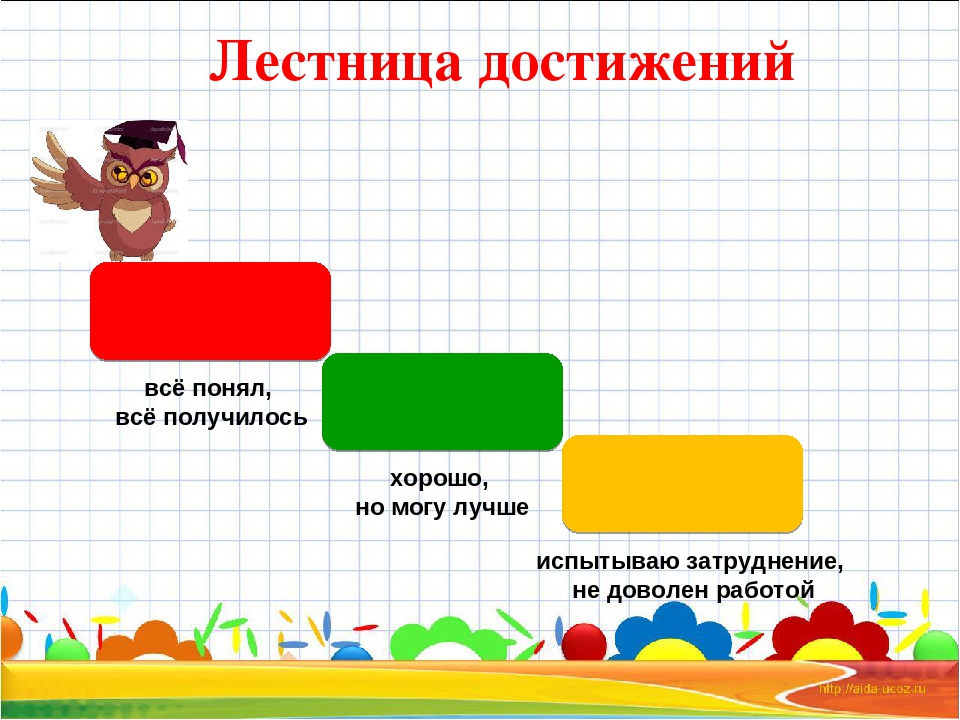 Лестница достижений
всё понял,
всё получилось
хорошо,
но могу лучше
испытываю затруднение,
не доволен работой
http://aida.ucoz.ru